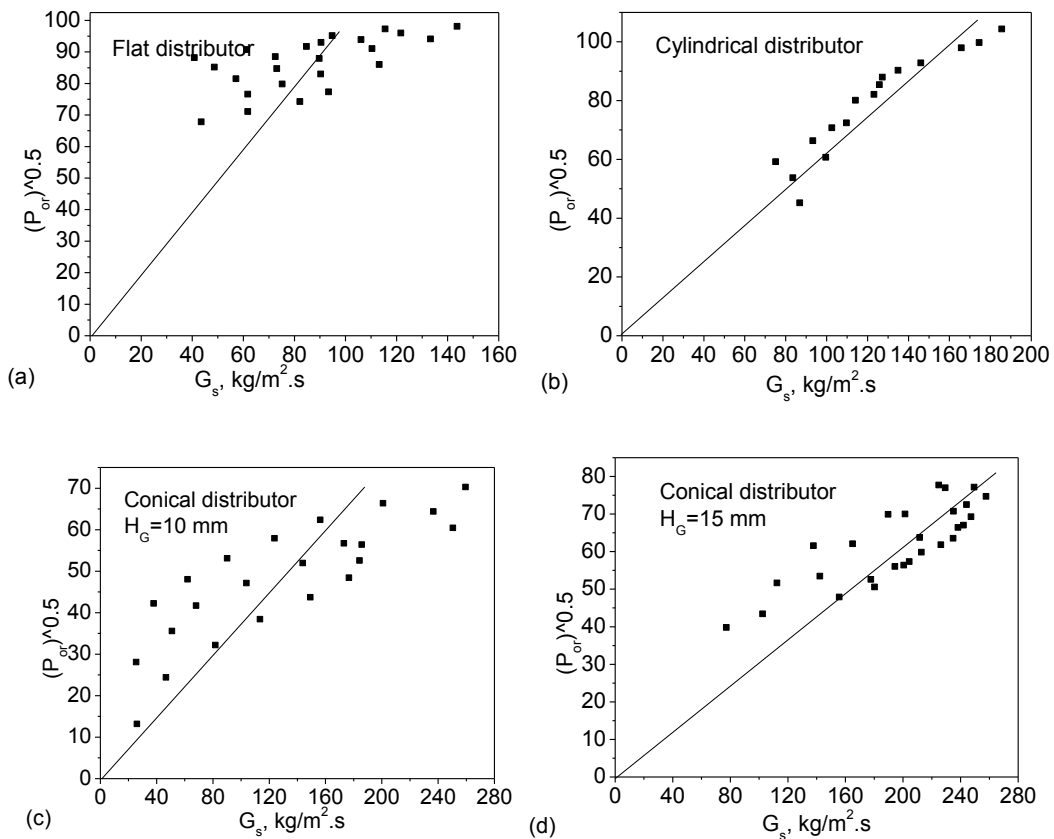 100
90
80
70
60
50
40
30
20
10
0
(P_or)^0.5
Flat distributor
0 20 40 60 80 100 120 140 160
G_s, kg/m².s
(a)
100
80
60
40
20
0
(P_or)^0.5
Cylindrical distributor
0 20 40 60 80 100 120 140 160 180 200
G_s, kg/m².s
(b)
70
60
50
40
30
20
10
0
(P_or)^0.5
Conical distributor
H_G=10 mm
0 40 80 120 160 200 240 280
G_s, kg/m².s
(c)
80
70
60
50
40
30
20
10
0
(P_or)^0.5
Conical distributor
H_G=15 mm
0 40 80 120 160 200 240 280
G_s, kg/m².s
(d)